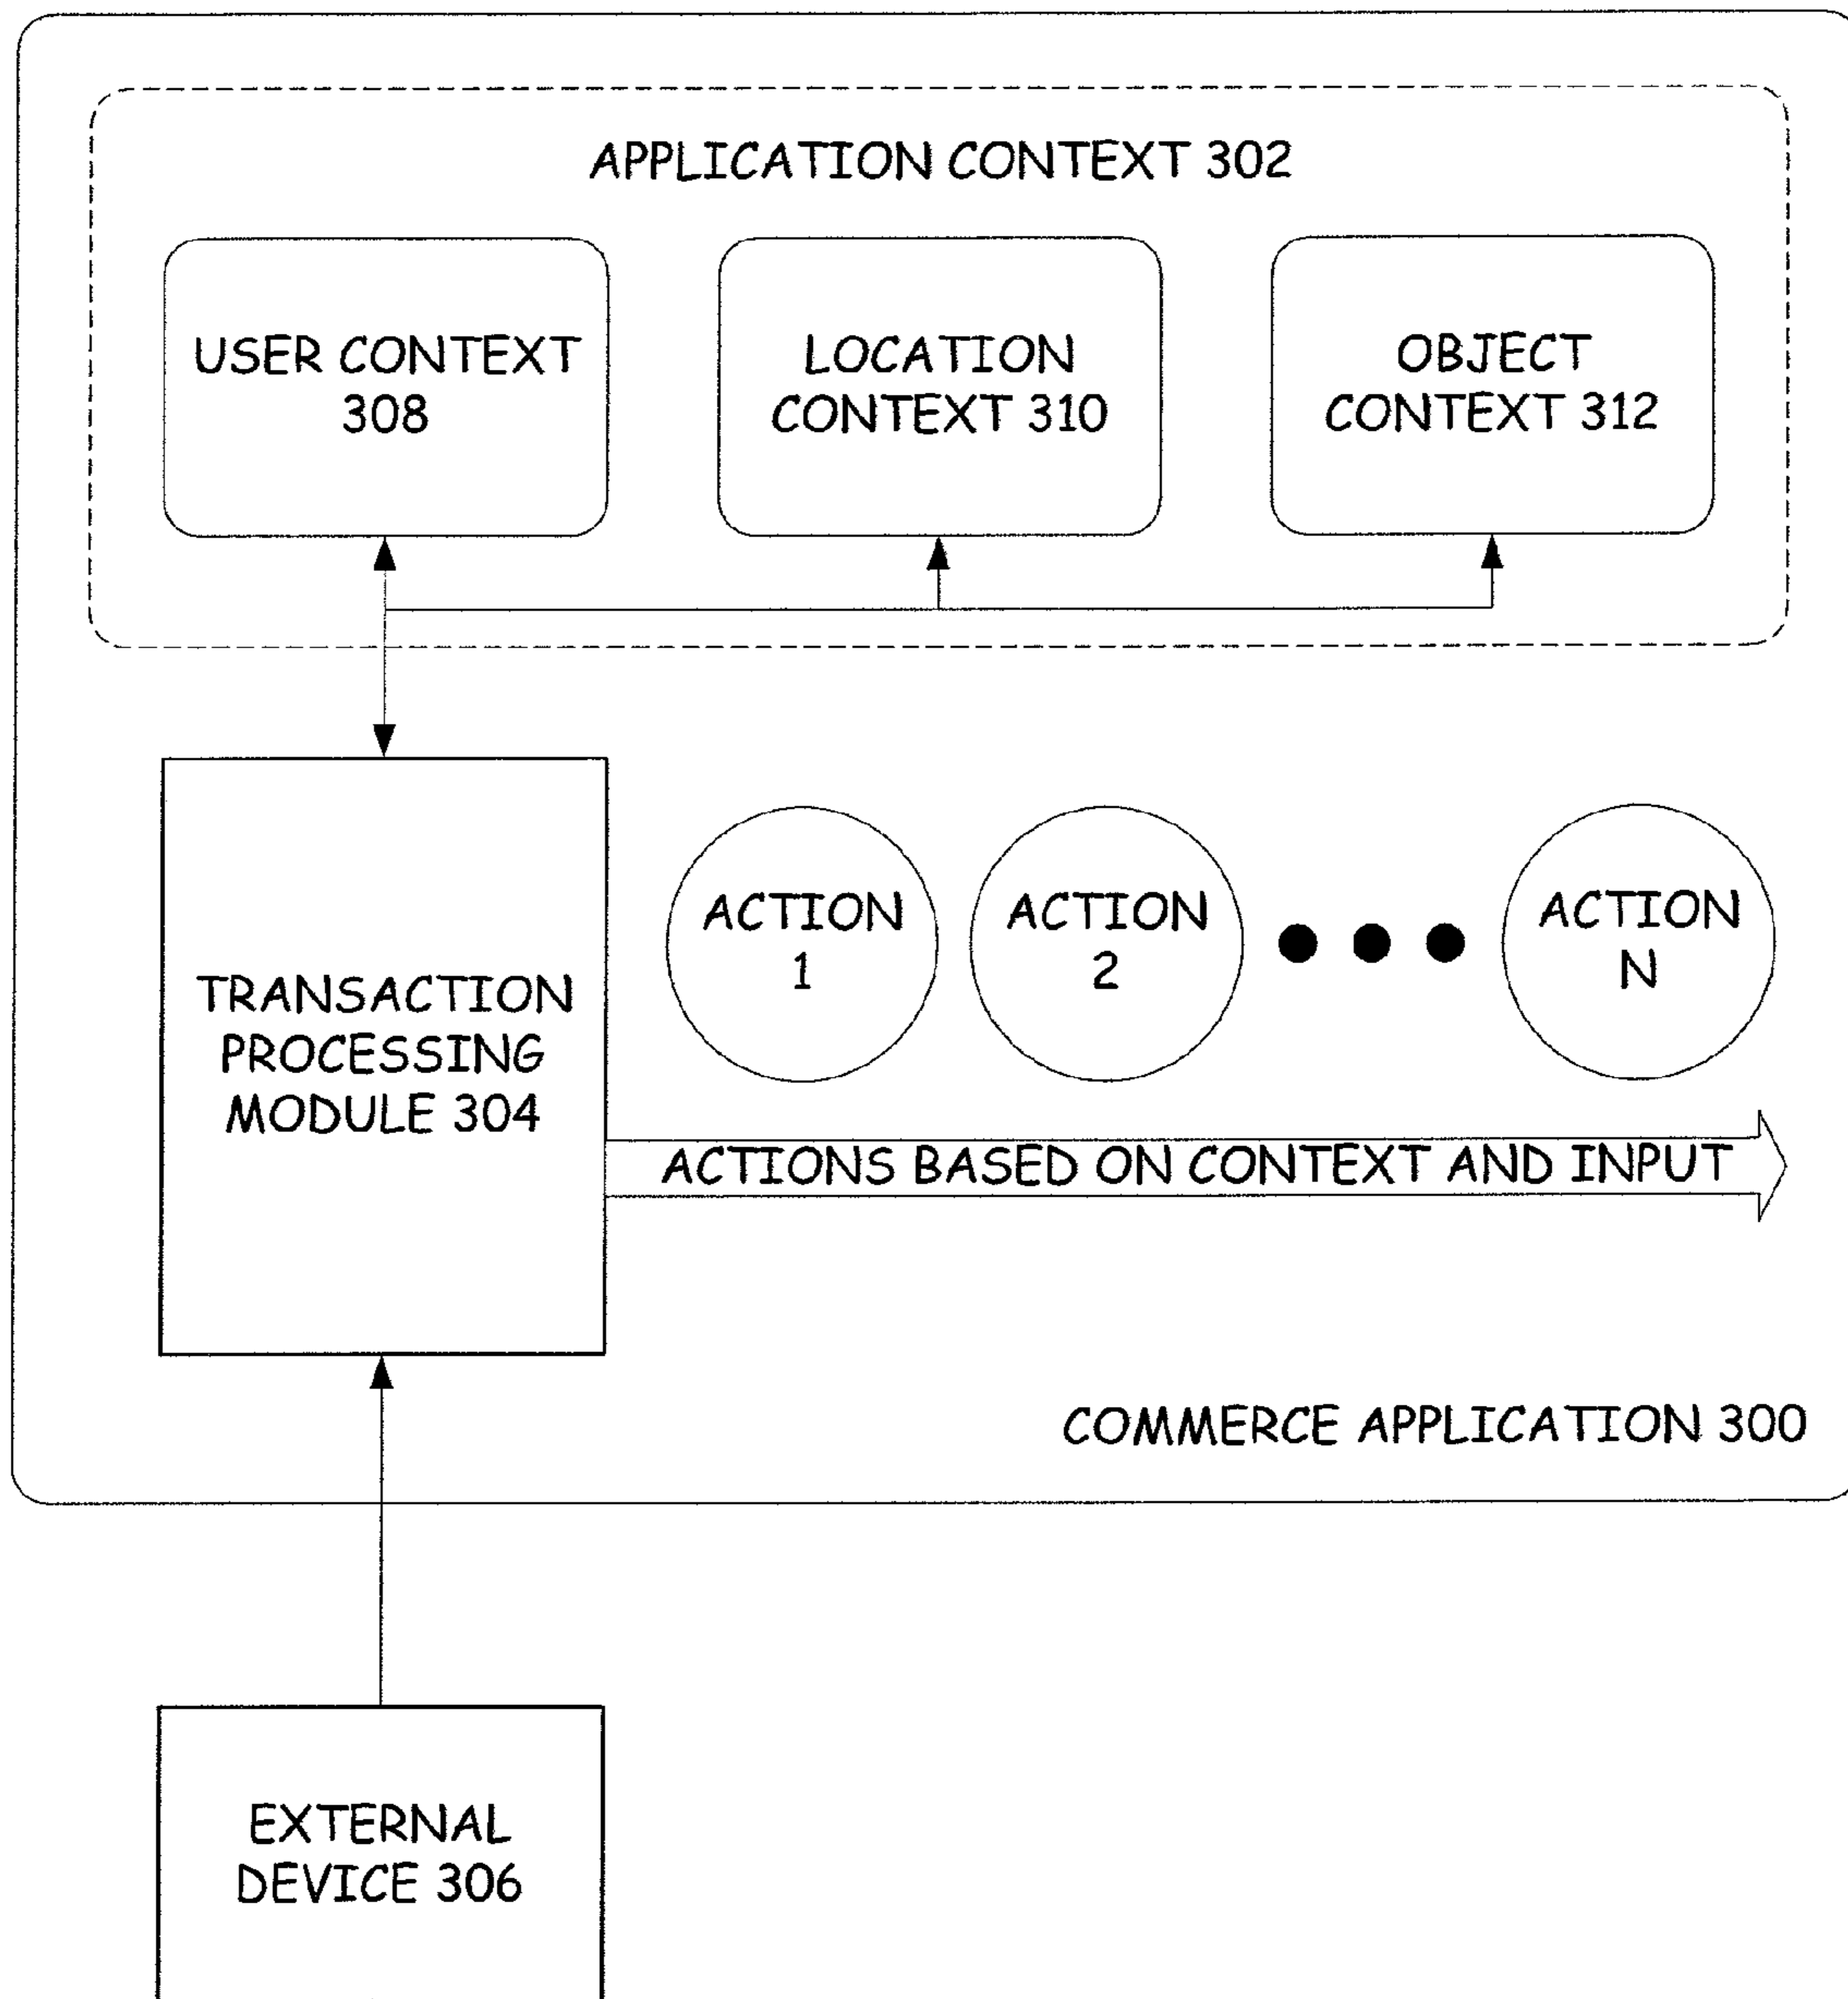 APPLICATION CONTEXT 302
USER CONTEXT
308
LOCATION
CONTEXT 310
OBJECT
CONTEXT 312
TRANSACTION
PROCESSING
MODULE 304
ACTION
1
ACTION
2
ACTION
N
ACTIONS BASED ON CONTEXT AND INPUT
COMMERCE APPLICATION 300
EXTERNAL
DEVICE 306